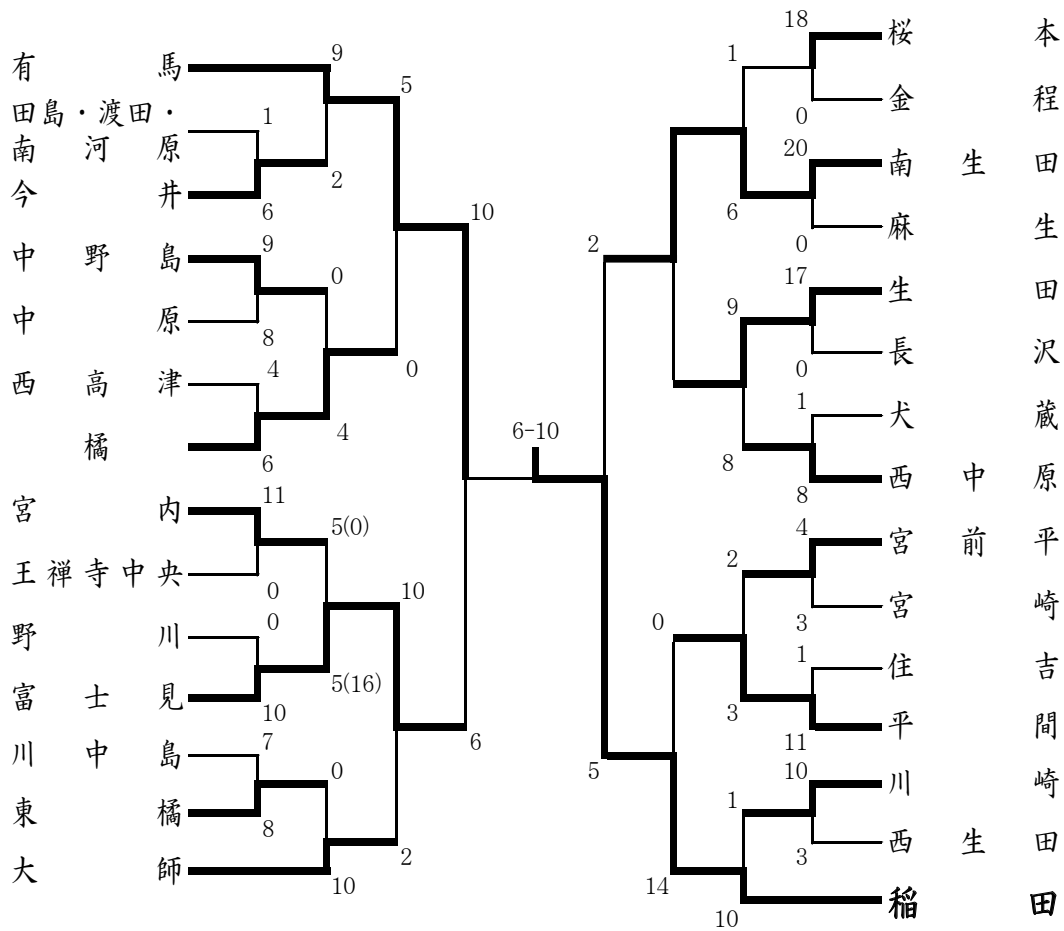 有馬
9
5
田島・渡田・
南河原
1
今井
6
2
10
中野島
9
0
中原
8
西高津
4
0
橘
6
4
宮内
11
5(0)
王禅寺中央
0
10
野川
0
富士見
10
5(16)
6
川中島
7
0
東橘
8
2
大師
10
6-10
18
桜本
1
金程
0
20
南生田
6
麻生
0
2
17
生田
9
長沢
0
1
犬蔵
8
西中原
8
4
宮前平
2
宮崎
3
0
1
住吉
3
平間
11
5
10
川崎
1
西生田
3
14
稲田
10